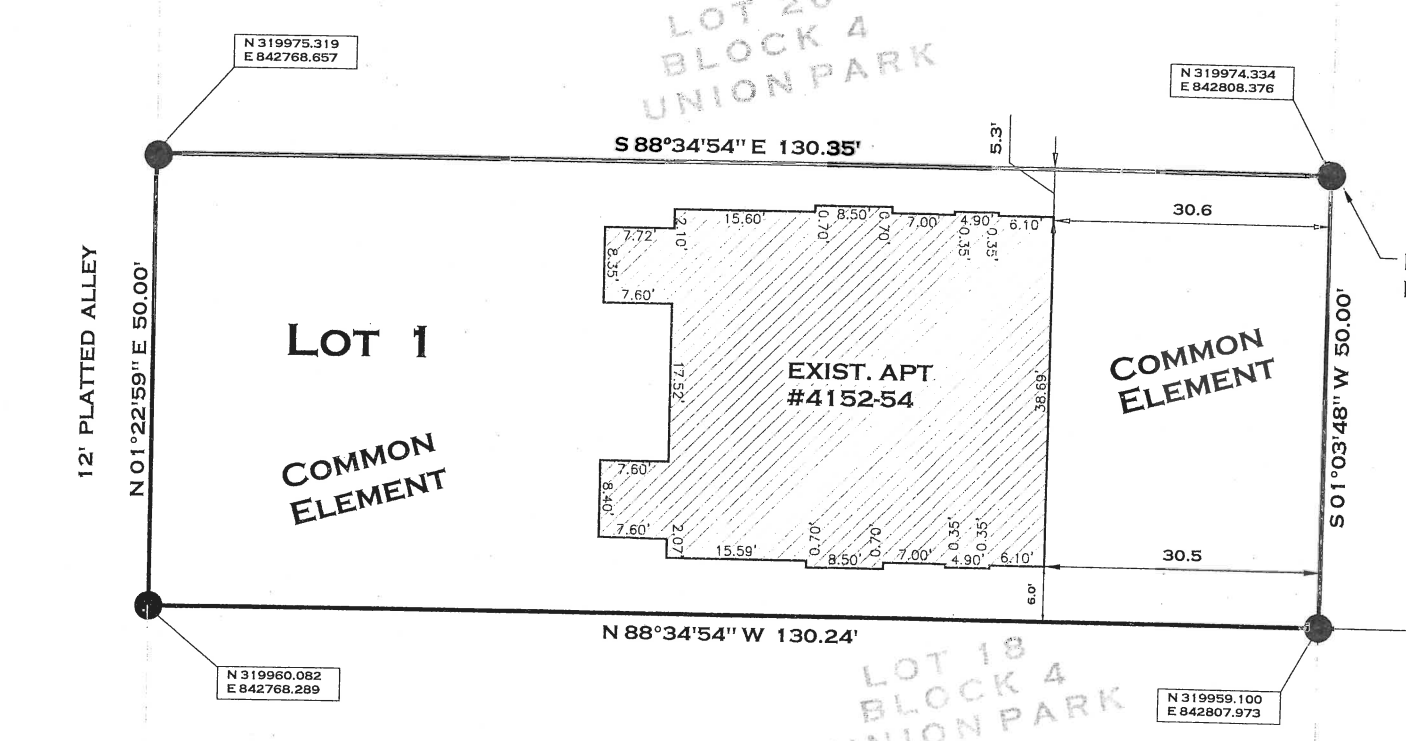 LOT 20
BLOCK 4
UNION PARK
N 319975.319
E 842768.657
N 319974.334
E 842808.376
S 88°34'54" E 130.35'
5.3'
30.6
15.60'
0.70'
8.50'
0.70'
7.00'
4.90'
0.35'
0.35'
6.10'
7.72'
2.10'
8.35'
7.60'
12' PLATTED ALLEY
N 01°22'59" E 50.00'
LOT 1
COMMON
ELEMENT
17.52'
EXIST. APT
#4152-54
38.69'
COMMON
ELEMENT
S 01°03'48" W 50.00'
7.60'
8.40'
7.60'
2.07'
15.59'
0.70'
8.50'
0.70'
7.00'
0.35'
4.90'
0.35'
6.10'
30.5
6.0'
N 88°34'54" W 130.24'
N 319960.082
E 842768.289
LOT 18
BLOCK 4
UNION PARK
N 319959.100
E 842807.973